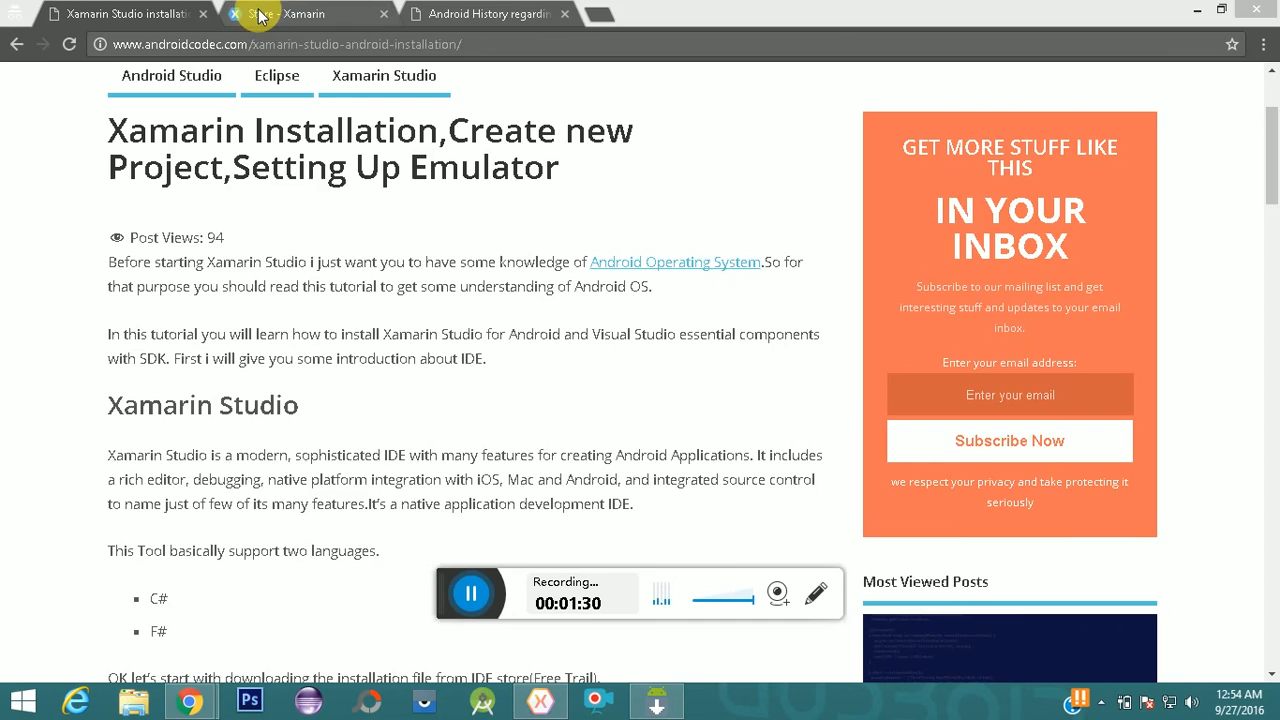 Xamarin Studio installati
- Xamarin
Android History regardin
www.androidcodec.com/xamarin-studio-android-installation/
Android Studio
Eclipse
Xamarin Studio
Xamarin Installation,Create new
Project,Setting Up Emulator
Post Views: 94
Before starting Xamarin Studio i just want you to have some knowledge of Android Operating System.So for
that purpose you should read this tutorial to get some understanding of Android OS.
In this tutorial you will learn how to install Xamarin Studio for Android and Visual Studio essential components
with SDK. First i will give you some introduction about IDE.
Xamarin Studio
Xamarin Studio is a modern, sophisticated IDE with many features for creating Android Applications. It includes
a rich editor, debugging, native platform integration with iOS, Mac and Android, and integrated source control
to name just of few of its many features.It's a native application development IDE.
This Tool basically support two languages.
C#
F#
GET MORE STUFF LIKE
THIS
IN YOUR
INBOX
Subscribe to our mailing list and get
interesting stuff and updates to your email
inbox.
Enter your email address:
Enter your email
Subscribe Now
we respect your privacy and take protecting it
seriously
Most Viewed Posts
Recording...
00:01:30
Ps
12:54 AM
9/27/2016